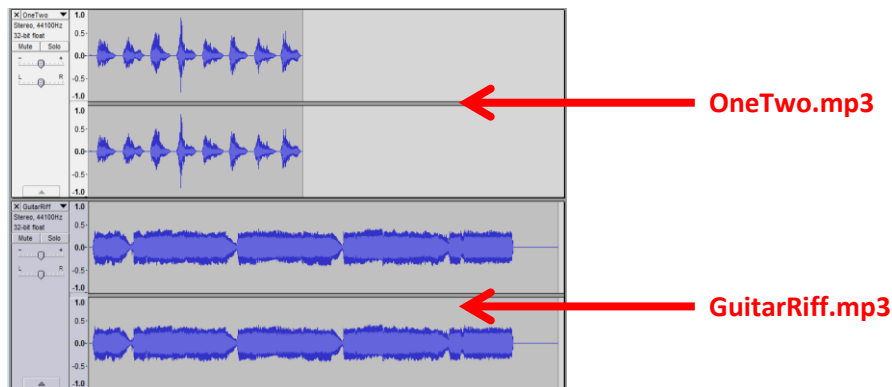 × OneTwo ▼
Stereo, 44100Hz
32-bit float
Mute Solo
- +
L R
1.0
0.5-
0.0-
-0.5-
-1.0
1.0
0.5-
0.0-
-0.5-
-1.0
OneTwo.mp3
× GuitarRiff ▼
Stereo, 44100Hz
32-bit float
Mute Solo
- +
L R
1.0
0.5-
0.0-
-0.5-
-1.0
1.0
0.5-
0.0-
-0.5-
-1.0
GuitarRiff.mp3